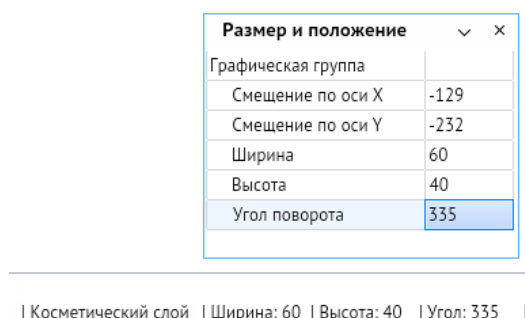 Размер и положение
Графическая группа
Смещение по оси X -129
Смещение по оси Y -232
Ширина 60
Высота 40
Угол поворота 335
| Косметический слой | Ширина: 60 | Высота: 40 | Угол: 335 |